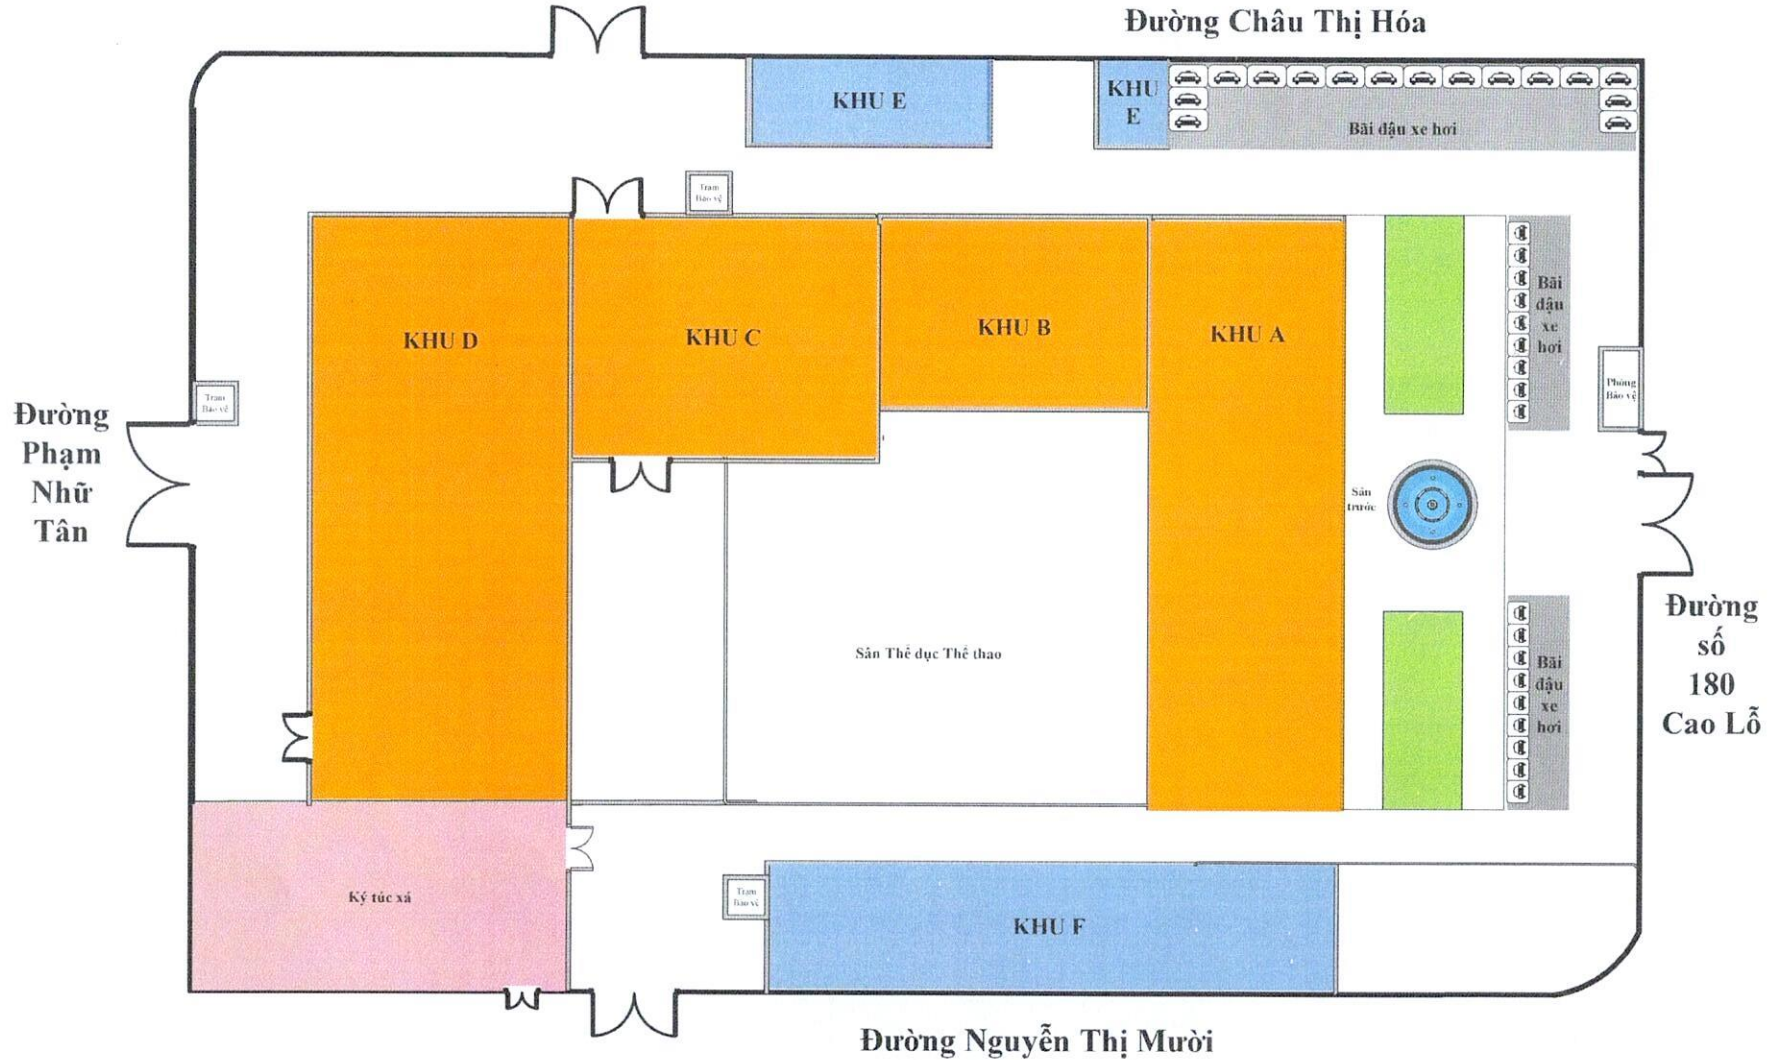 Đường Châu Thị Hóa
KHU E
KHU
E
Bãi dậu xe hơi
Trạm
Bảo vệ
KHU D
KHU C
KHU B
KHU A
Bãi
dậu
xe
hơi
Phòng
Bảo vệ
Trạm
Bảo vệ
Đường
Phạm
Nhữ
Tân
Sân
trước
Sân Thể dục Thể thao
Đường
số
180
Cao Lỗ
Bãi
đậu
xe
hơi
Ký túc xá
Trạm
Bảo vệ
KHU F
Đường Nguyễn Thị Mười